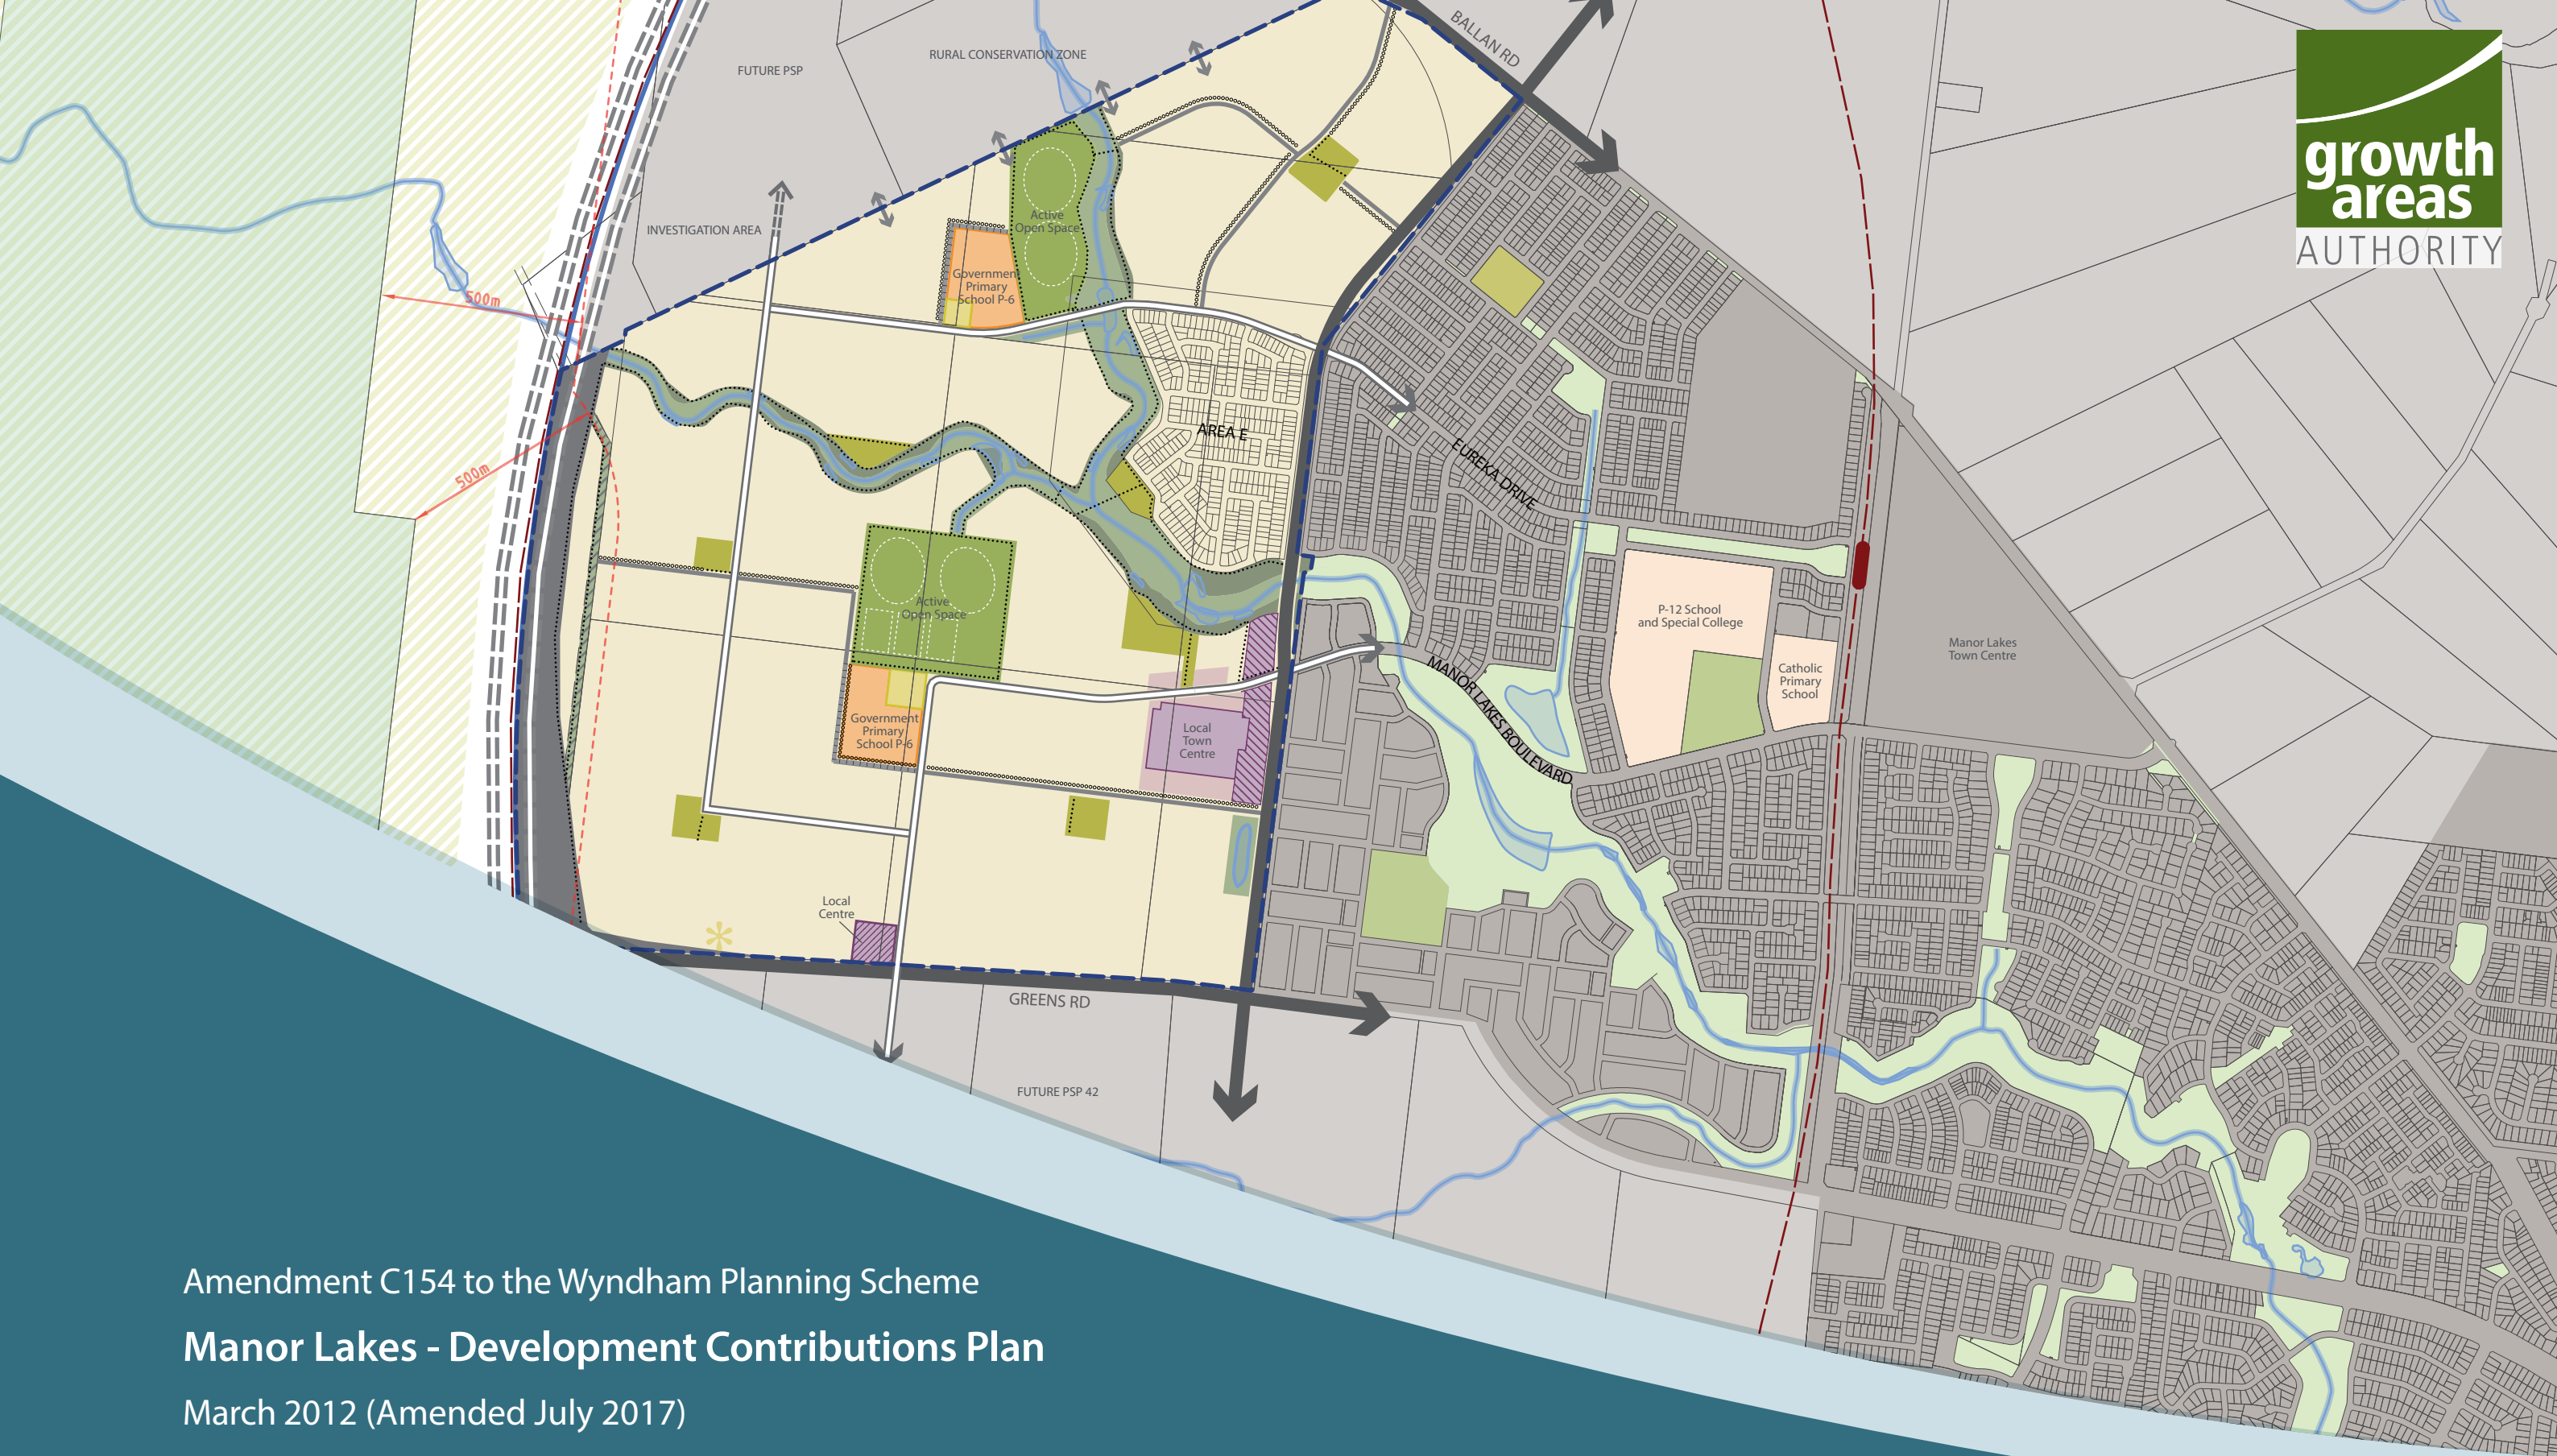 BALLAN RD
RURAL CONSERVATION ZONE
FUTURE PSP
growth
areas
AUTHORITY
INVESTIGATION AREA
Active
Open Space
Government
Primary
School P-6
500m
AREA E
EUREKA DRIVE
500m
Active
Open Space
P-12 School
and Special College
Manor Lakes
Town Centre
Catholic
Primary
School
MANOR LAKES BOULEVARD
Government
Primary
School P-6
Local
Town
Centre
Local
Centre
GREENS RD
FUTURE PSP 42
Amendment C154 to the Wyndham Planning Scheme
Manor Lakes - Development Contributions Plan
March 2012 (Amended July 2017)